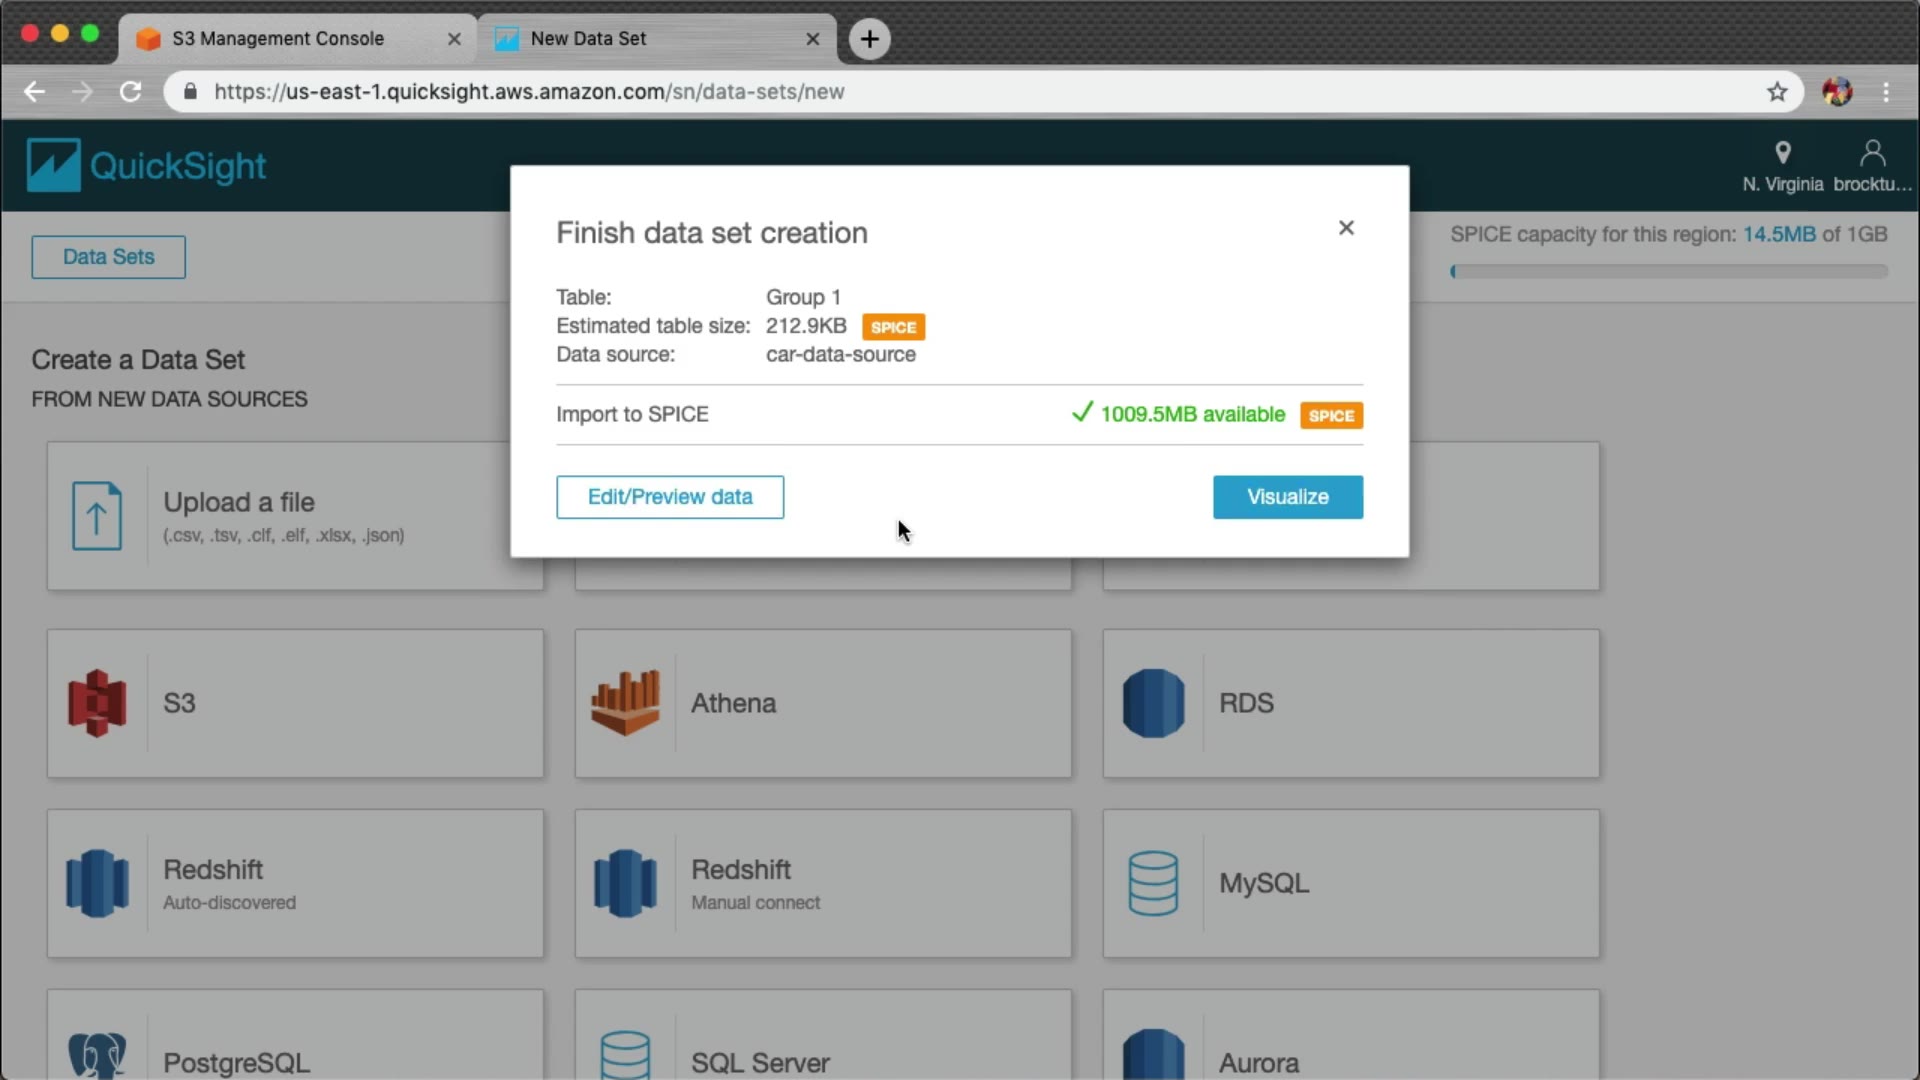 S3 Management Console
New Data Set
https://us-east-1.quicksight.aws.amazon.com/sn/data-sets/new
QuickSight
N. Virginia
brocktu...
Data Sets
SPICE capacity for this region: 14.5MB of 1GB
Finish data set creation
Table: Group 1
Estimated table size: 212.9KB SPICE
Data source: car-data-source
Import to SPICE 1009.5MB available SPICE
Edit/Preview data
Visualize
Create a Data Set
FROM NEW DATA SOURCES
Upload a file
(.csv, .tsv, .clf, .elf, .xlsx, .json)
S3
Athena
RDS
Redshift
Auto-discovered
Redshift
Manual connect
MySQL
PostgreSQL
SQL Server
Aurora